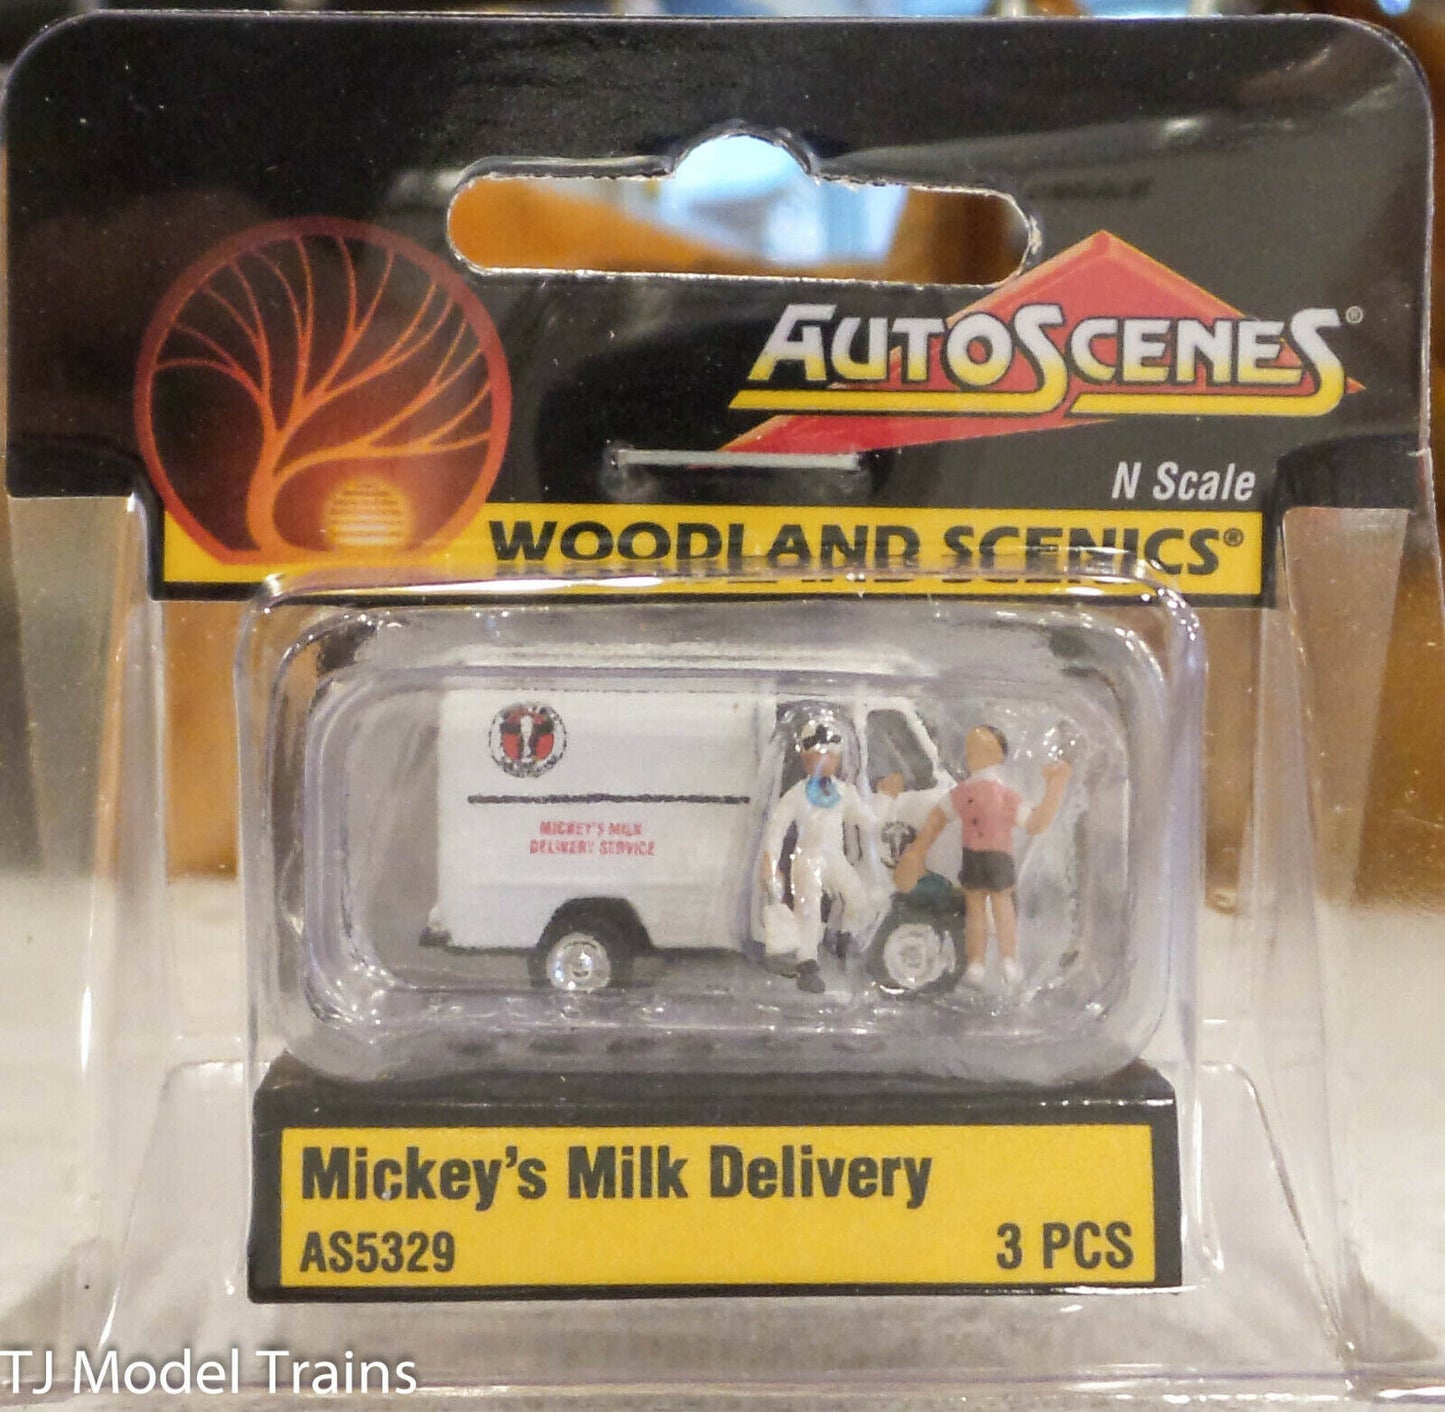 AUTOSCENES®
N Scale
WOODLAND SCENICS®
MICKEY'S MILK
DELIVERY SERVICE
Mickey's Milk Delivery
AS5329
3 PCS
TJ Model Trains